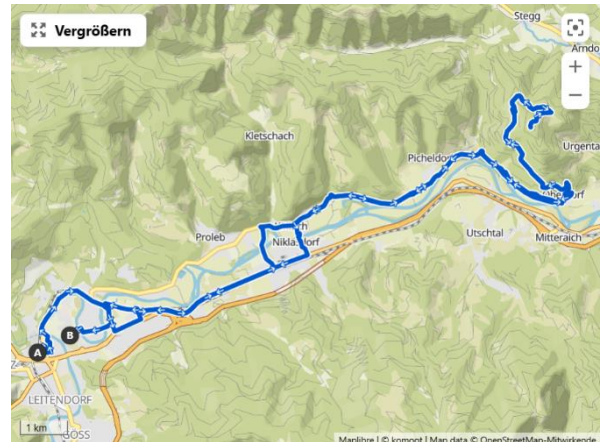 Vergrößern
Stegg
Arndo
Kletschach
Picheldo
Urgenta
Proleb
Niklasdorf
Utschtal
Mitteraich
A
B
LEITENDORF
1 km
GÖSS
Maplibre | © komoot | Map data © OpenStreetMap-Mitwirkende